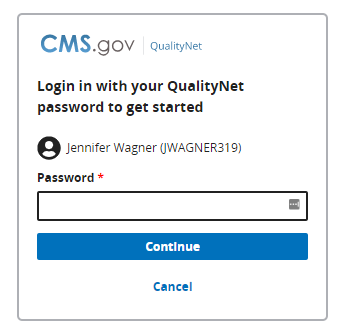 CMS.gov | QualityNet
Login in with your QualityNet
password to get started
Jennifer Wagner (JWAGNER319)
Password *
Continue
Cancel